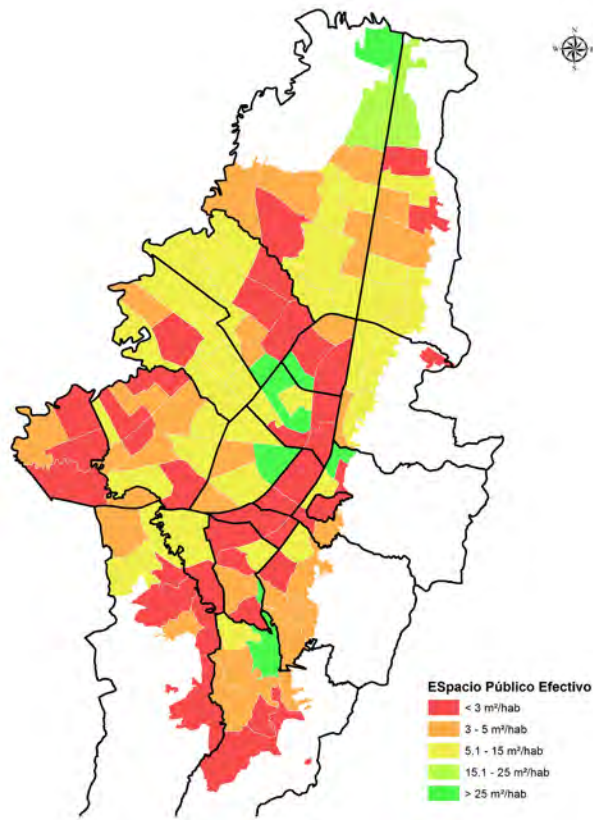 N
W
E
S
ESpacio Público Efectivo
< 3 m²/hab
3 - 5 m²/hab
5.1 - 15 m²/hab
15.1 - 25 m²/hab
> 25 m²/hab